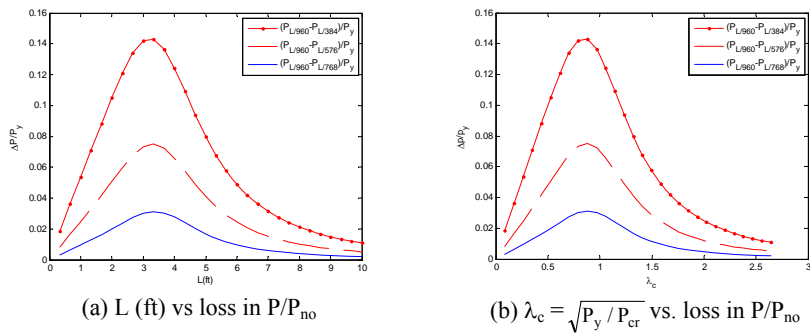 0.16
0.14
0.12
0.1
0.08
0.06
0.04
0.02
0
ΔP/P_y
0 1 2 3 4 5 6 7 8 9 10
L(ft)
(P_L/960-P_L/384)/P_y
(P_L/960-P_L/576)/P_y
(P_L/960-P_L/768)/P_y
(a) L (ft) vs loss in P/P_no
0.16
0.14
0.12
0.1
0.08
0.06
0.04
0.02
0
Δp/p_y
0 0.5 1 1.5 2 2.5 3
λ_c
(P_L/960-P_L/384)/P_y
(P_L/960-P_L/576)/P_y
(P_L/960-P_L/768)/P_y
(b) λ_c = √P_y / P_cr vs. loss in P/P_no